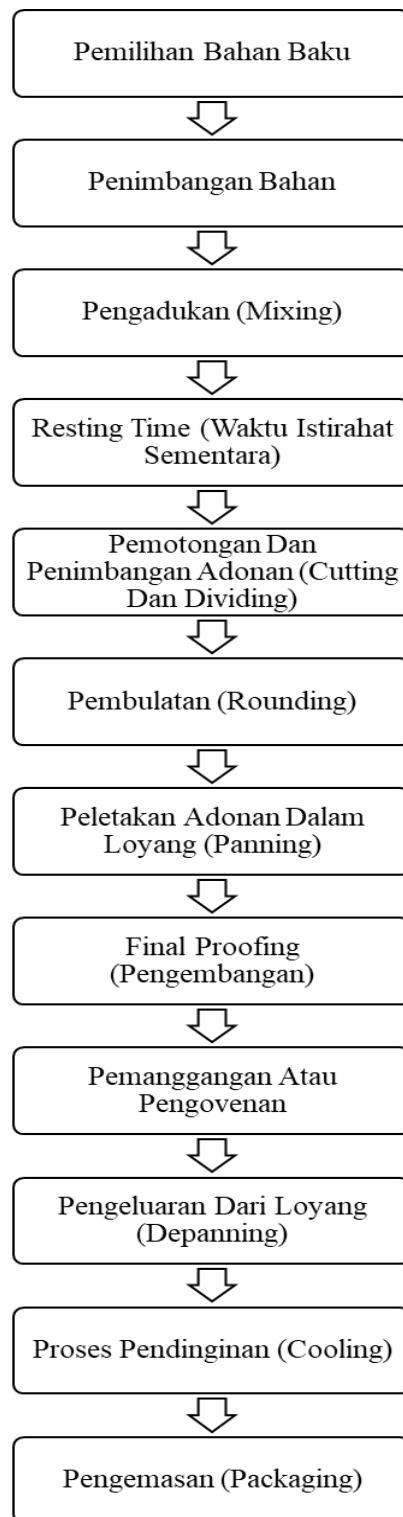 Pemilihan Bahan Baku
Penimbangan Bahan
Pengadukan (Mixing)
Resting Time (Waktu Istirahat
Sementara)
Pemotongan Dan
Penimbangan Adonan (Cutting
Dan Dividing)
Pembulatan (Rounding)
Peletakan Adonan Dalam
Loyang (Panning)
Final Proofing
(Pengembangan)
Pemanggangan Atau
Pengovenan
Pengeluaran Dari Loyang
(Depanning)
Proses Pendinginan (Cooling)
Pengemasan (Packaging)